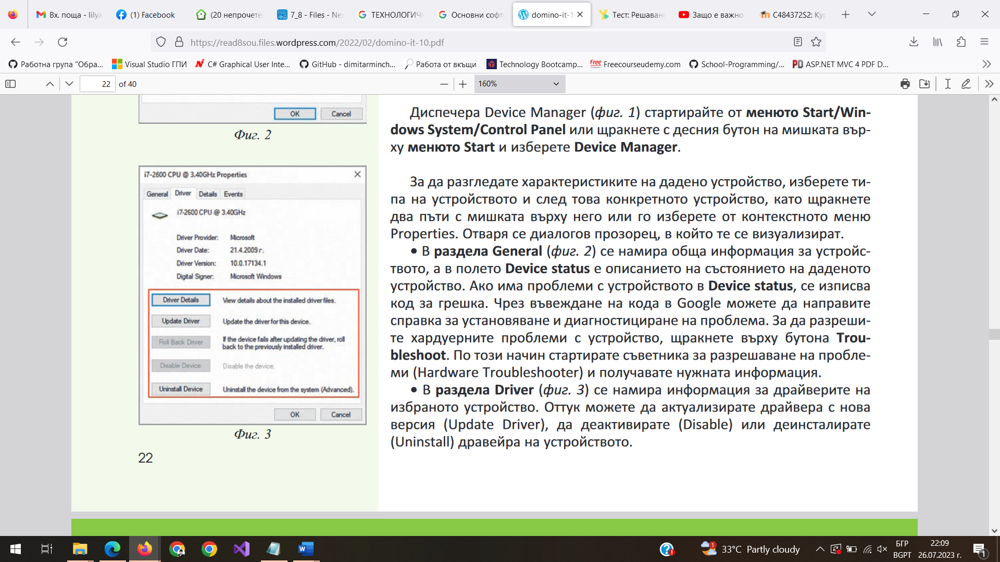 Вх. поща - lilya
(1) Facebook
(20 непрочете
7_8 - Files - Nex
ТЕХНОЛОГИЧН
Основни софту
domino-it-1
Тест: Решаване
Защо е важно
C484372S2: Кур
https://read8sou.files.wordpress.com/2022/02/domino-it-10.pdf
Работна група "Обра...
Visual Studio ГПИ
C# Graphical User Inte...
GitHub - dimitarminch...
Работа от вкъщи
Technology Bootcamp...
Freecourseudemy.com
School-Programming/...
ASP.NET MVC 4 PDF D...
22 of 40
160%
OK Cancel
Фиг. 2
i7-2600 CPU @ 3.40GHz Properties
General Driver Details Events
i7-2600 CPU @ 3.40GHz
Driver Provider: Microsoft
Driver Date: 21.4.2009 г.
Driver Version: 10.0.17134.1
Digital Signer: Microsoft Windows
Driver Details View details about the installed driver files.
Update Driver Update the driver for this device.
Roll Back Driver If the device fails after updating the driver, roll
back to the previously installed driver.
Disable Device Disable the device.
Uninstall Device Uninstall the device from the system (Advanced).
OK Cancel
Фиг. 3
22
Диспечера Device Manager (фиг. 1) стартирайте от менюто Start/Win-
dows System/Control Panel или щракнете с десния бутон на мишката вър-
ху менюто Start и изберете Device Manager.
За да разгледате характеристиките на дадено устройство, изберете ти-
па на устройството и след това конкретното устройство, като щракнете
два пъти с мишката върху него или го изберете от контекстното меню
Properties. Отваря се диалогов прозорец, в който те се визуализират.
• В раздела General (фиг. 2) се намира обща информация за устройс-
твото, а в полето Device status е описанието на състоянието на даденото
устройство. Ако има проблеми с устройството в Device status, се изписва
код за грешка. Чрез въвеждане на кода в Google можете да направите
справка за установяване и диагностициране на проблема. За да разреши-
те хардуерните проблеми с устройство, щракнете върху бутона Trou-
bleshoot. По този начин стартирате съветника за разрешаване на пробле-
ми (Hardware Troubleshooter) и получавате нужната информация.
• В раздела Driver (фиг. 3) се намира информация за драйверите на
избраното устройство. Оттук можете да актуализирате драйвера с нова
версия (Update Driver), да деактивирате (Disable) или деинсталирате
(Uninstall) дравейра на устройството.
33°C Partly cloudy
БГР
BGPT
22:09
26.07.2023 г.
1